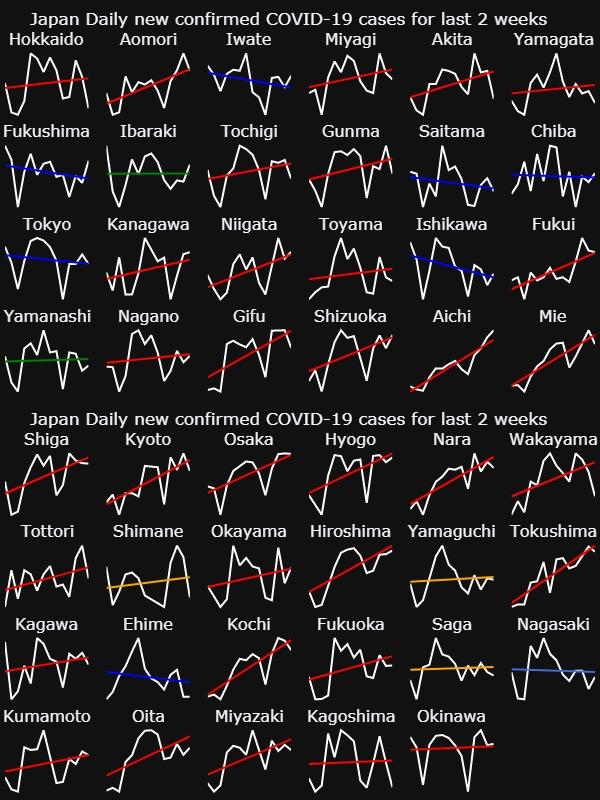 Japan Daily new confirmed COVID-19 cases for last 2 weeks
Hokkaido Aomori Iwate Miyagi Akita Yamagata
Fukushima Ibaraki Tochigi Gunma Saitama Chiba
Tokyo Kanagawa Niigata Toyama Ishikawa Fukui
Yamanashi Nagano Gifu Shizuoka Aichi Mie
Japan Daily new confirmed COVID-19 cases for last 2 weeks
Shiga Kyoto Osaka Hyogo Nara Wakayama
Tottori Shimane Okayama Hiroshima Yamaguchi Tokushima
Kagawa Ehime Kochi Fukuoka Saga Nagasaki
Kumamoto Oita Miyazaki Kagoshima Okinawa